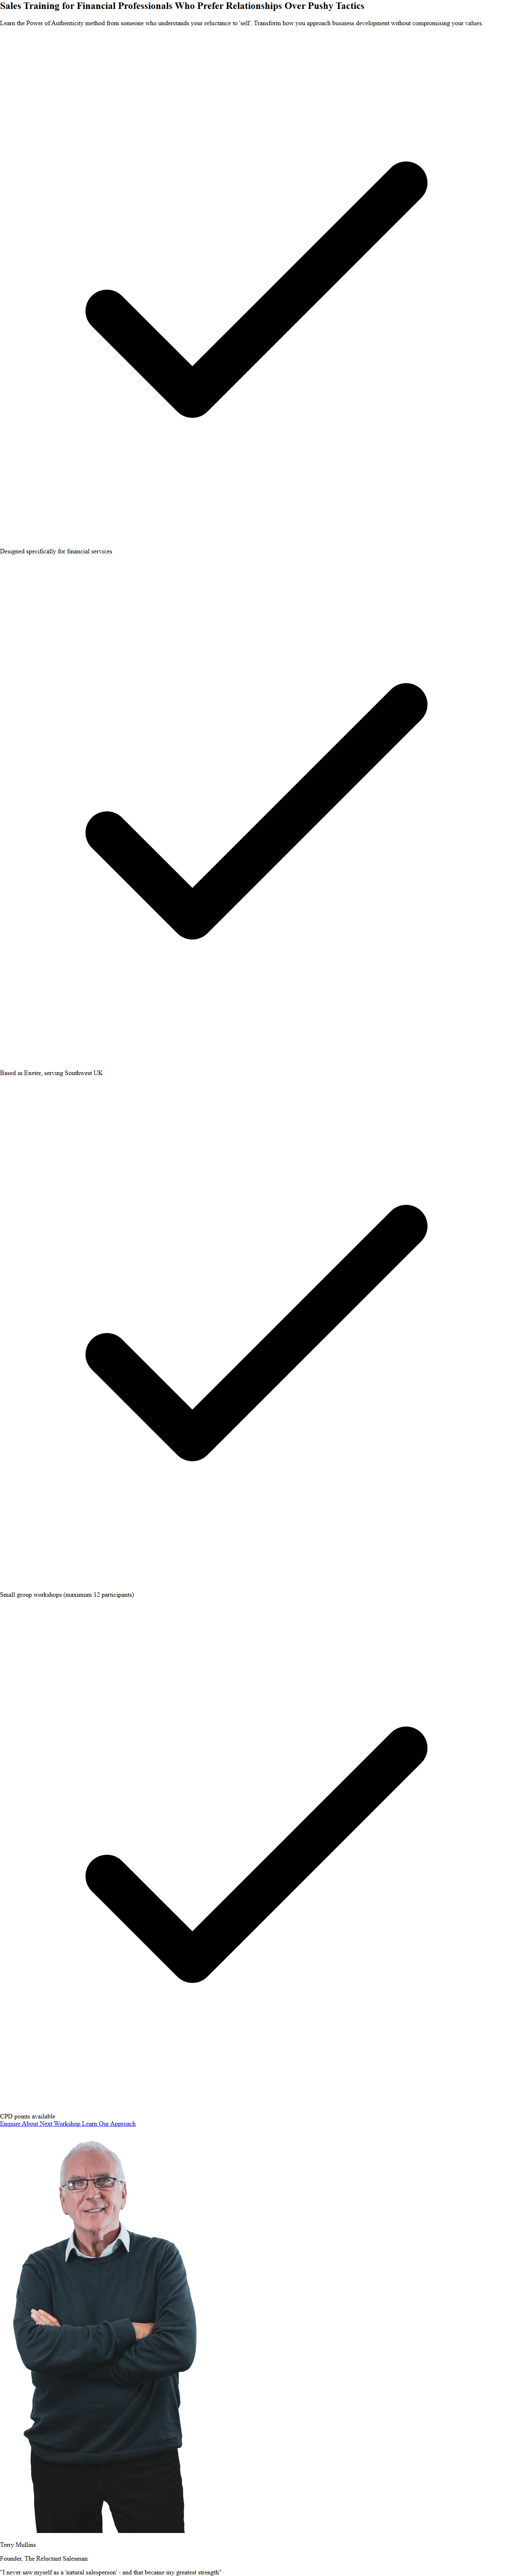 Sales Training for Financial Professionals Who Prefer Relationships Over Pushy Tactics
Learn the Power of Authenticity method from someone who understands your reluctance to 'sell'. Transform how you approach business development without compromising your values.
Designed specifically for financial services
Based in Exeter, serving Southwest UK
Small group workshops (maximum 12 participants)
CPD points available
Enquire About Next Workshop Learn Our Approach
Terry Mullins
Founder, The Reluctant Salesman
"I never saw myself as a 'natural salesperson' - and that became my greatest strength"